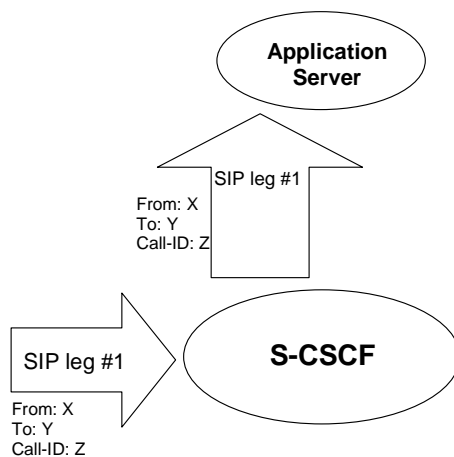 Application
Server
SIP leg #1
From: X
To: Y
Call-ID: Z
S-CSCF
SIP leg #1
From: X
To: Y
Call-ID: Z